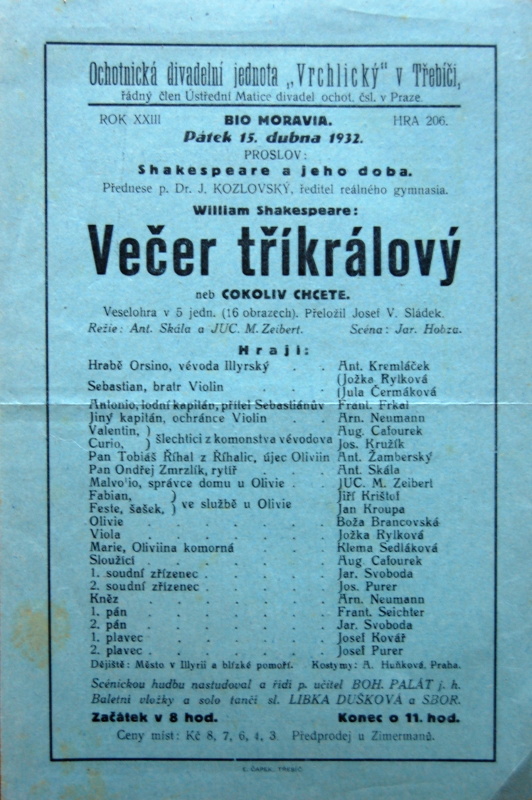 Ochotnická divadelní jednota „Vrchlický“ v Třebíči,
řádný člen Ústřední Matice divadel ochot. čsl. v Praze.
ROK XXIII BIO MORAVIA. HRA 206.
Pátek 15. dubna 1932.
PROSLOV:
Shakespeare a jeho doba.
Přednese p. Dr. J. KOZLOVSKÝ, ředitel reálného gymnasia.
William Shakespeare:
Večer tříkrálový
neb COKOLIV CHCETE.
Veselohra v 5 jedn. (16 obrazech). Přeložil Josef V. Sládek.
Režie: Ant. Skála a JUC. M. Zeibert. Scéna: Jar. Hobza.
Hrají:
Hrabě Orsino, vévoda Illyrský . . Ant. Kremláček
Sebastian, bratr Violin . . . (Jožka Rylková
(Jula Čermáková
Antonio, lodní kapitán, přítel Sebastiánův Frant. Frkal
Jiný kapitán, ochránce Violin . . Arn. Neumann
Valentin, ) Aug. Cafourek
Curio, ) šlechtici z komonstva vévodova Jos. Kružík
Pan Tobiáš Říhal z Říhalic, újec Oliviin Ant. Žamberský
Pan Ondřej Zmrzlík, rytíř . . . Ant. Skála
Malvolio, správce domu u Olivie . . JUC. M. Zeibert
Fabian, ) Jiří Krištof
Feste, šašek, ) ve službě u Olivie . . Jan Kroupa
Olivie . . . . . . Boža Brancovská
Viola . . . . . . Jožka Rylková
Marie, Oliviina komorná . . . Klema Sedláková
Sloužící . . . . . . Aug. Cafourek
1. soudní zřízenec . . . . Jar. Svoboda
2. soudní zřízenec . . . . Jos. Purer
Kněz . . . . . . Arn. Neumann
1. pán . . . . . . Frant. Seichter
2. pán . . . . . . Jar. Svoboda
1. plavec . . . . . . Josef Kovář
2. plavec . . . . . . Josef Purer
Dějiště: Město v Illyrii a blízké pomoří. Kostymy: A. Huňková, Praha.
Scénickou hudbu nastudoval a řídí p. učitel BOH. PALÁT j. h.
Baletní vložky a solo tančí sl. LIBKA DUŠKOVÁ a SBOR.
Začátek v 8 hod. Konec o 11. hod.
Ceny míst: Kč 8, 7, 6, 4, 3. Předprodej u Zimermanů.
E. ČAPEK, TŘEBÍČ